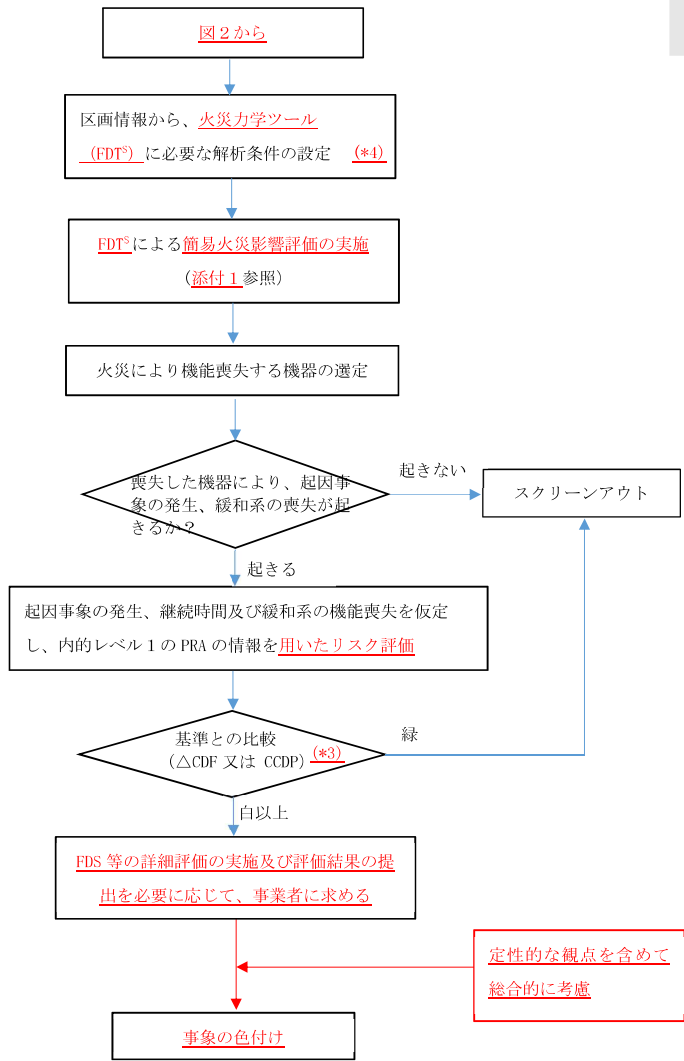 図２から
区画情報から、火災力学ツール
（FDTˢ）に必要な解析条件の設定　(*4)
FDTˢによる簡易火災影響評価の実施
（添付１参照）
火災により機能喪失する機器の選定
喪失した機器により、起因事
象の発生、緩和系の喪失が起
きるか？
起きない
スクリーンアウト
起きる
起因事象の発生、継続時間及び緩和系の機能喪失を仮定
し、内的レベル１の PRA の情報を用いたリスク評価
基準との比較
（△CDF 又は CCDP）(*3)
緑
白以上
FDS 等の詳細評価の実施及び評価結果の提
出を必要に応じて、事業者に求める
定性的な観点を含めて
総合的に考慮
事象の色付け